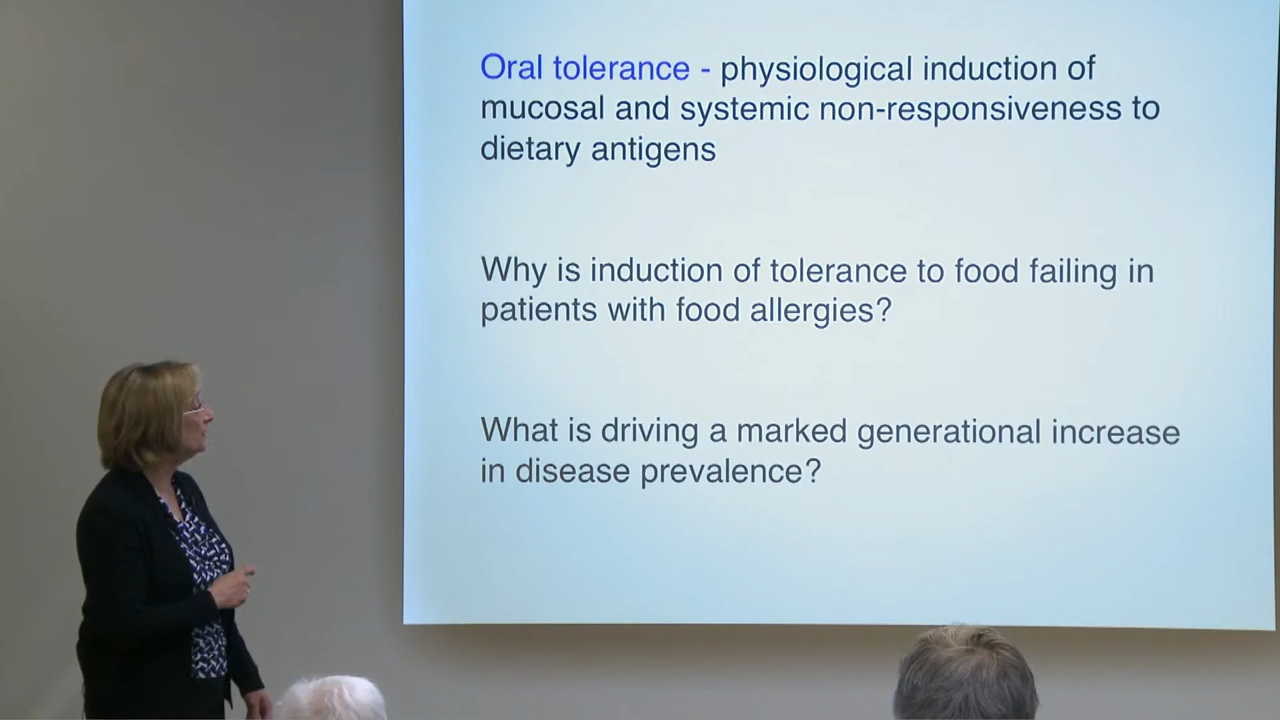 Oral tolerance - physiological induction of
mucosal and systemic non-responsiveness to
dietary antigens
Why is induction of tolerance to food failing in
patients with food allergies?
What is driving a marked generational increase
in disease prevalence?